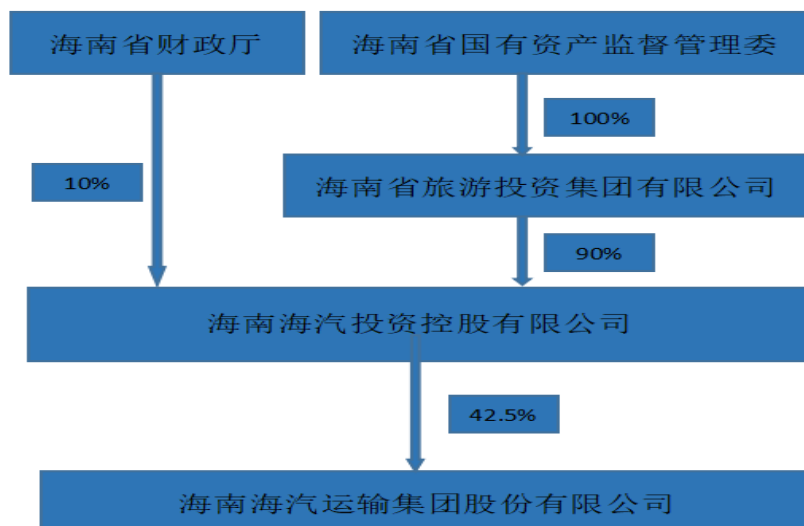 海南省财政厅
海南省国有资产监督管理委
100%
10%
海南省旅游投资集团有限公司
90%
海南海汽投资控股有限公司
42.5%
海南海汽运输集团股份有限公司